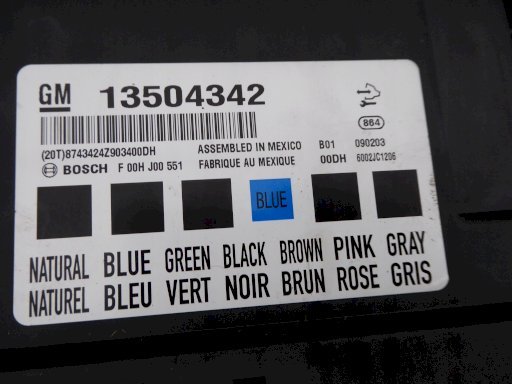 GM 13504342
864
(20T)8743424Z903400DH ASSEMBLED IN MEXICO B01 090203
BOSCH F 00H J00 551 FABRIQUE AU MEXIQUE 00DH 6002JC1206
BLUE
NATURAL BLUE GREEN BLACK BROWN PINK GRAY
NATUREL BLEU VERT NOIR BRUN ROSE GRIS